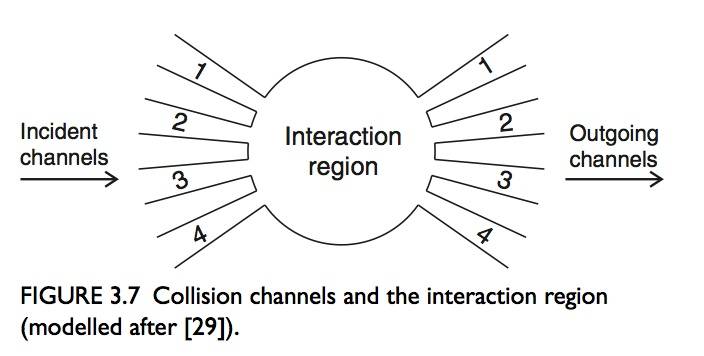 1
1
2
2
Incident
channels
Interaction
region
Outgoing
channels
3
3
4
4
FIGURE 3.7 Collision channels and the interaction region
(modelled after [29]).